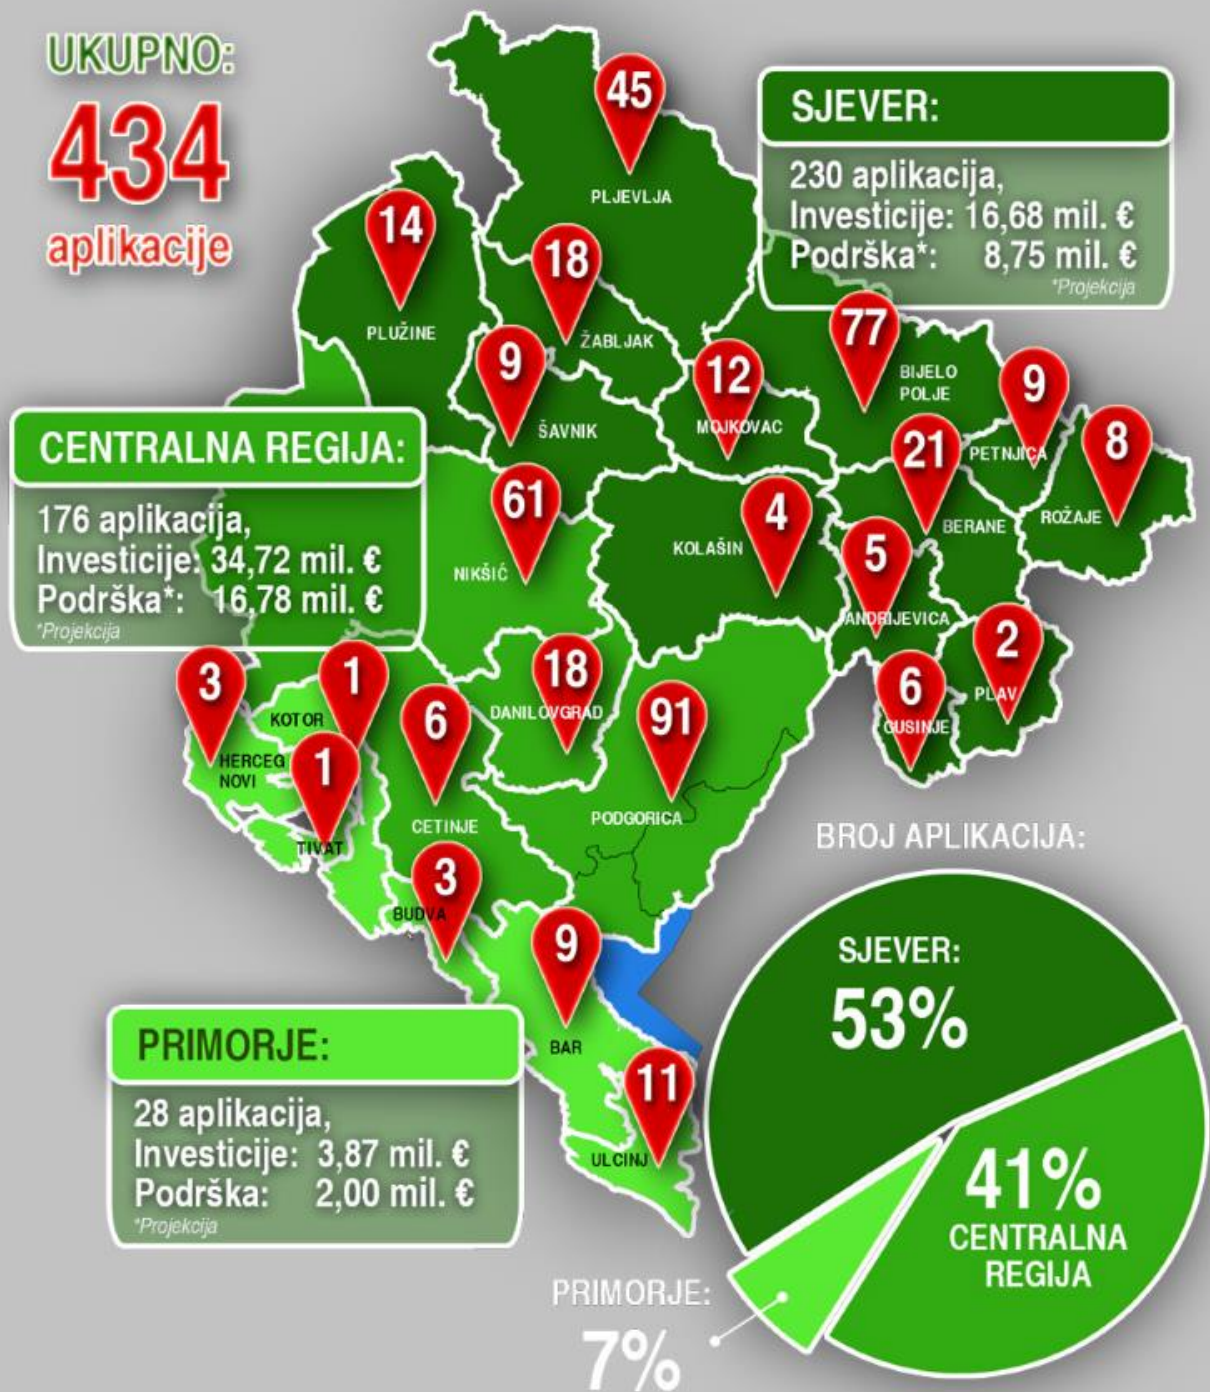 UKUPNO:
434
aplikacije
45
PLJEVLJA
SJEVER:
230 aplikacija,
Investicije: 16,68 mil. €
Podrška*: 8,75 mil. €
*Projekcija
14
PLUŽINE
18
ŽABLJAK
9
ŠAVNIK
12
MOJKOVAC
77
BIJELO
POLJE
9
PETNJICA
8
ROŽAJE
21
BERANE
CENTRALNA REGIJA:
176 aplikacija,
Investicije: 34,72 mil. €
Podrška*: 16,78 mil. €
*Projekcija
61
NIKŠIĆ
4
KOLAŠIN
5
ANDRIJEVICA
2
PLAV
6
GUSINJE
3
HERCEG
NOVI
1
KOTOR
1
TIVAT
6
CETINJE
18
DANILOVGRAD
91
PODGORICA
3
BUDVA
9
BAR
11
ULCINJ
PRIMORJE:
28 aplikacija,
Investicije: 3,87 mil. €
Podrška: 2,00 mil. €
*Projekcija
BROJ APLIKACIJA:
SJEVER:
53%
41%
CENTRALNA
REGIJA
PRIMORJE:
7%